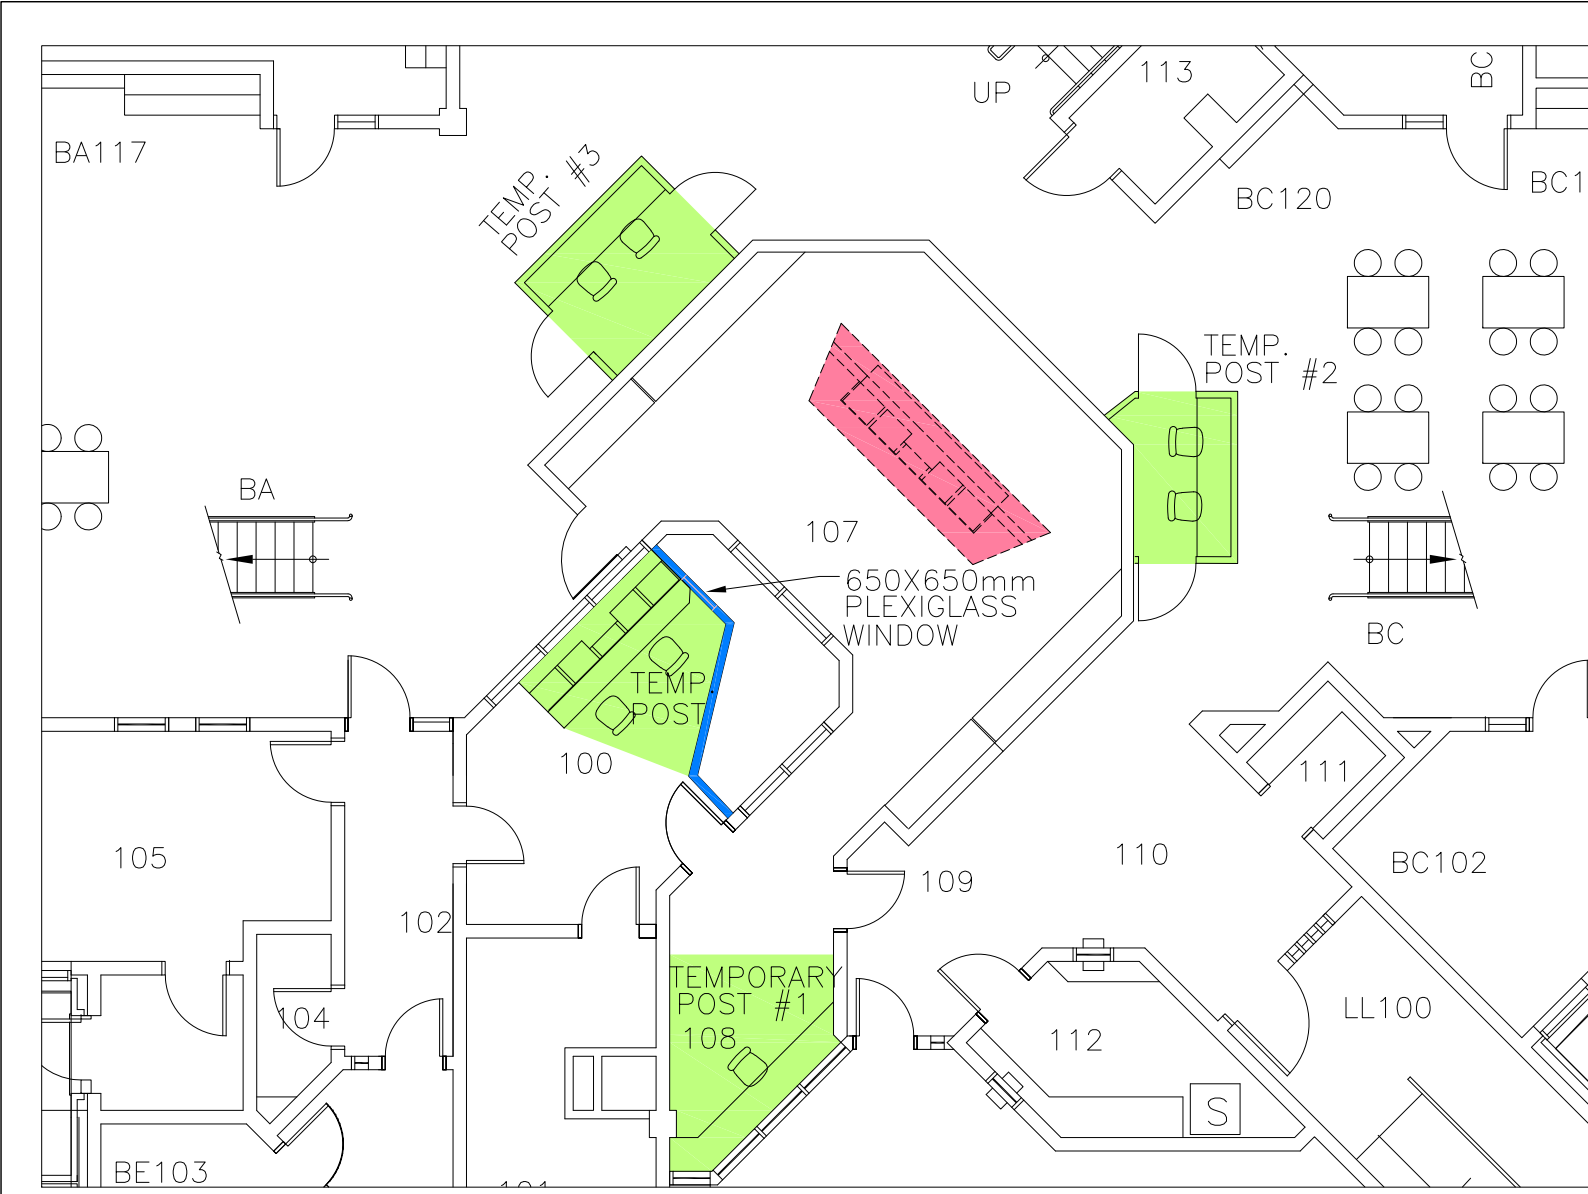 113
UP
BC
BA117
TEMP.
POST #3
BC120
BC1
TEMP.
POST #2
BA
107
650X650mm
PLEXIGLASS
WINDOW
BC
TEMP
POST
100
111
105
110
BC102
109
102
TEMPORARY
POST #1
108
104
LL100
112
S
BE103